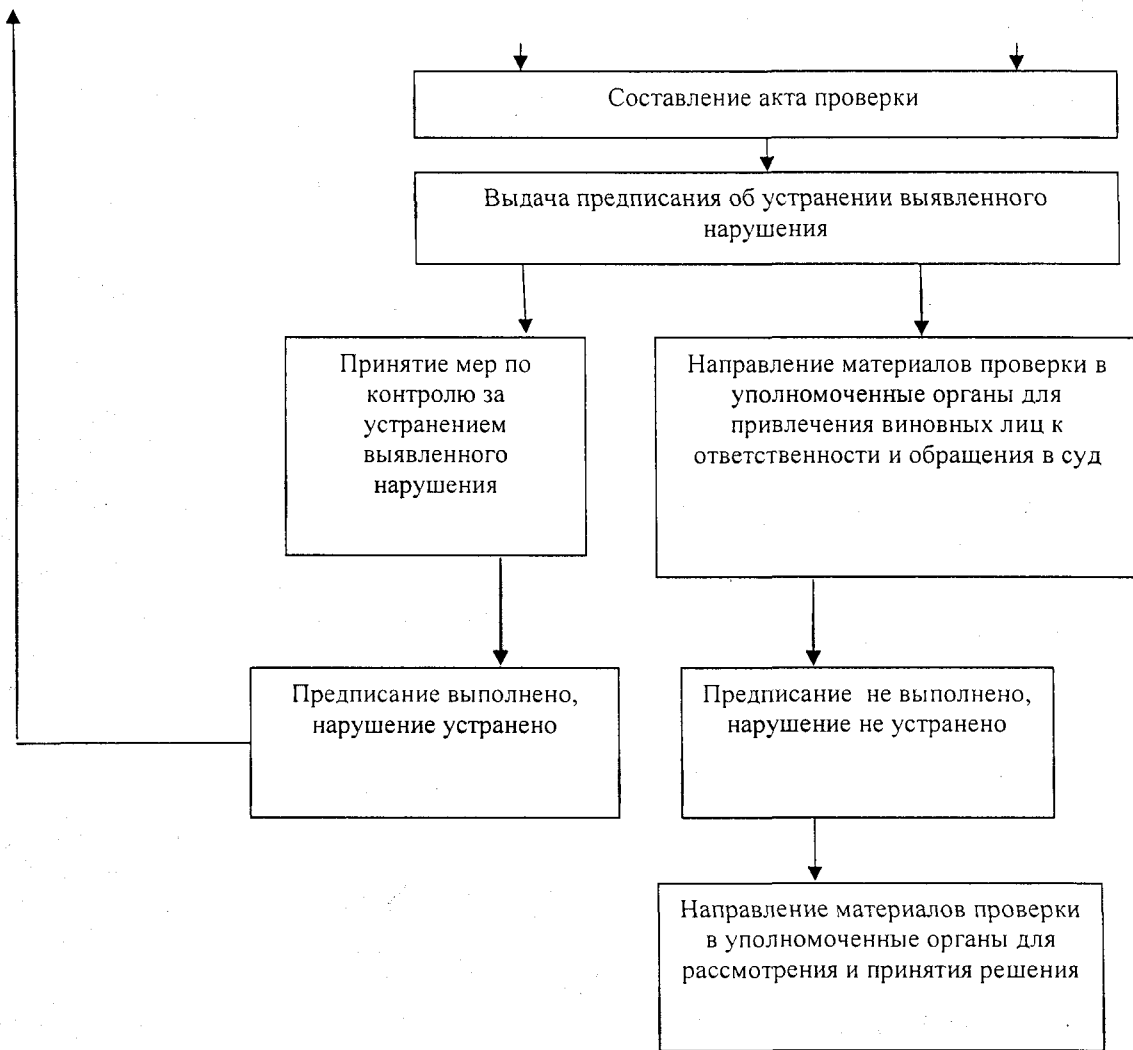 Составление акта проверки
Выдача предписания об устранении выявленного
нарушения
Принятие мер по
контролю за
устранением
выявленного
нарушения
Направление материалов проверки в
уполномоченные органы для
привлечения виновных лиц к
ответственности и обращения в суд
Предписание выполнено,
нарушение устранено
Предписание не выполнено,
нарушение не устранено
Направление материалов проверки
в уполномоченные органы для
рассмотрения и принятия решения